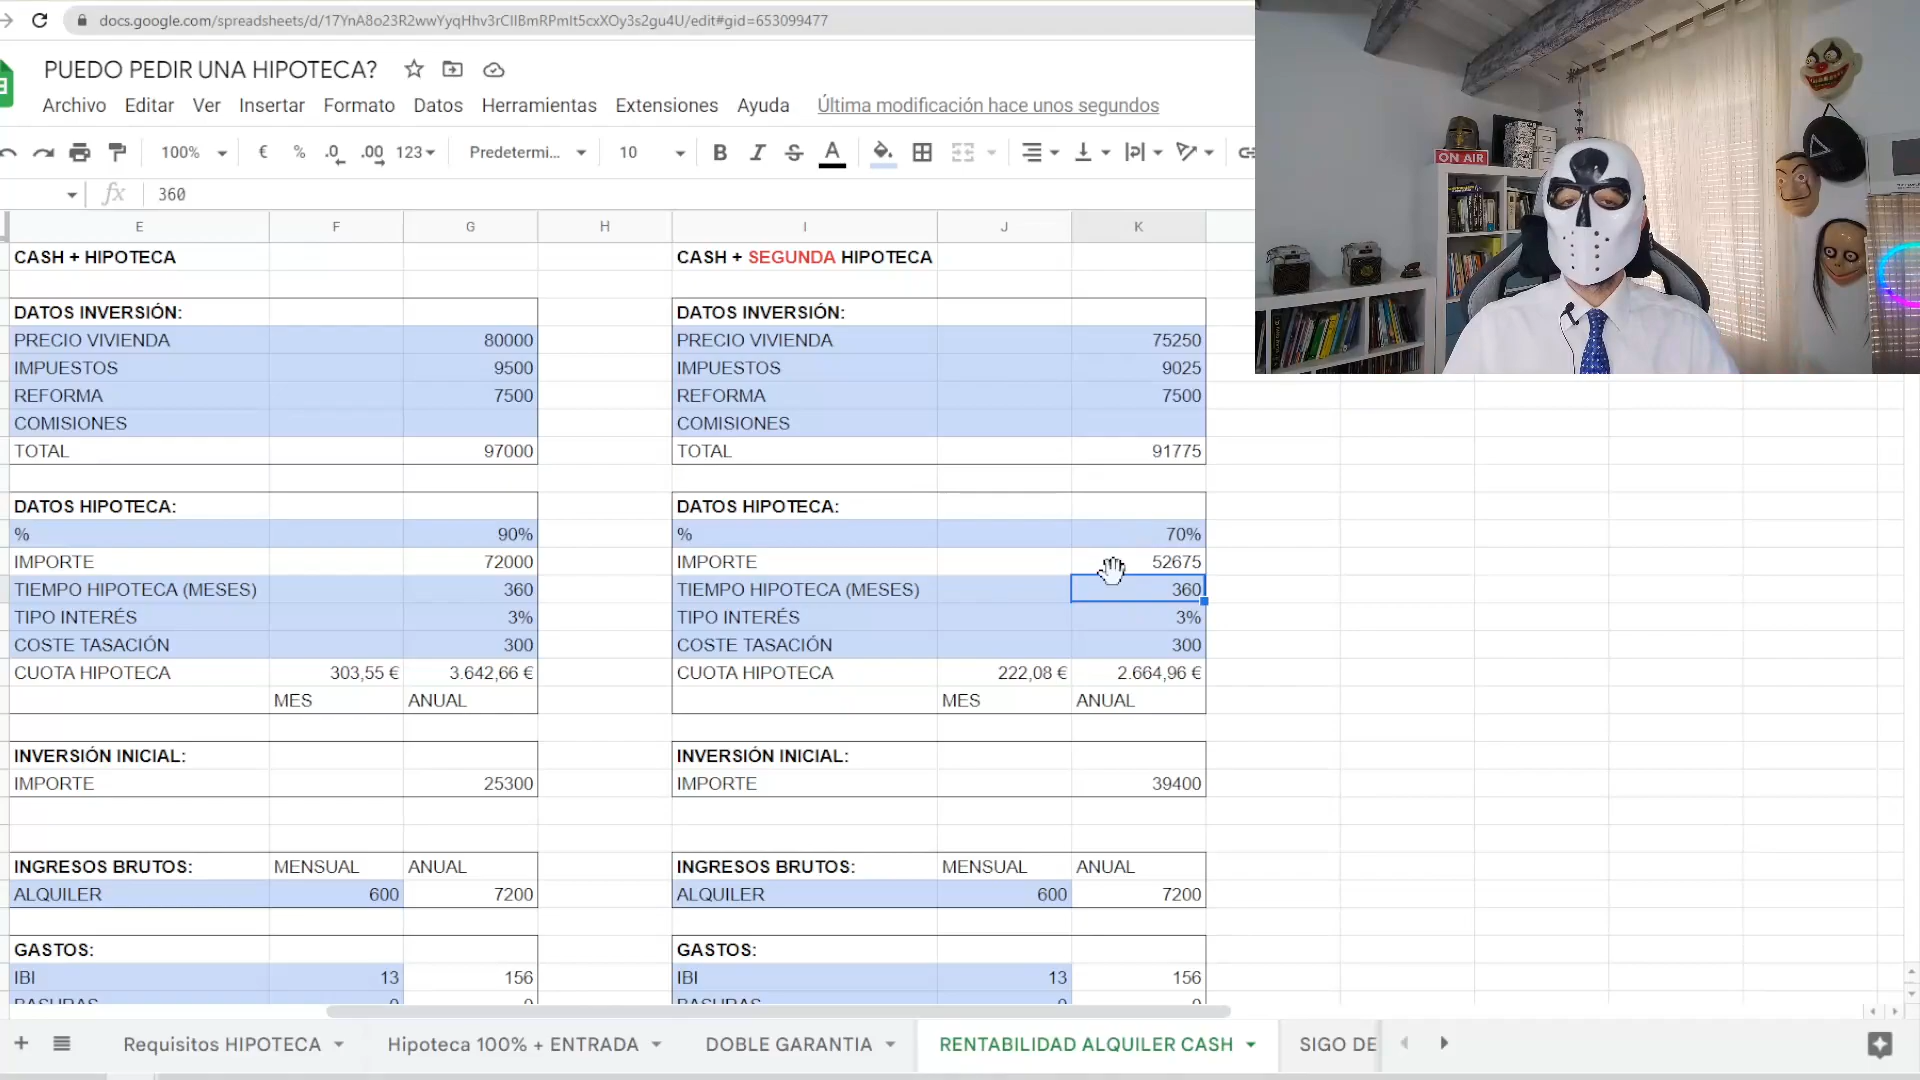 docs.google.com/spreadsheets/d/17YnA8o23R2wwYyqHhv3rCIlBmRPmIt5cxXOy3s2gu4U/edit#gid=653099477
PUEDO PEDIR UNA HIPOTECA?
Archivo Editar Ver Insertar Formato Datos Herramientas Extensiones Ayuda Última modificación hace unos segundos
100% € % .0 .00 123 Predetermi... 10 B I S A
fx 360
E F G H I J K
CASH + HIPOTECA CASH + SEGUNDA HIPOTECA
DATOS INVERSIÓN: DATOS INVERSIÓN:
PRECIO VIVIENDA 80000 PRECIO VIVIENDA 75250
IMPUESTOS 9500 IMPUESTOS 9025
REFORMA 7500 REFORMA 7500
COMISIONES COMISIONES
TOTAL 97000 TOTAL 91775
DATOS HIPOTECA: DATOS HIPOTECA:
% 90% % 70%
IMPORTE 72000 IMPORTE 52675
TIEMPO HIPOTECA (MESES) 360 TIEMPO HIPOTECA (MESES) 360
TIPO INTERÉS 3% TIPO INTERÉS 3%
COSTE TASACIÓN 300 COSTE TASACIÓN 300
CUOTA HIPOTECA 303,55 € 3.642,66 € CUOTA HIPOTECA 222,08 € 2.664,96 €
MES ANUAL MES ANUAL
INVERSIÓN INICIAL: INVERSIÓN INICIAL:
IMPORTE 25300 IMPORTE 39400
INGRESOS BRUTOS: MENSUAL ANUAL INGRESOS BRUTOS: MENSUAL ANUAL
ALQUILER 600 7200 ALQUILER 600 7200
GASTOS: GASTOS:
IBI 13 156 IBI 13 156
BASURAS 0 0 BASURAS 0 0
Requisitos HIPOTECA Hipoteca 100% + ENTRADA DOBLE GARANTIA RENTABILIDAD ALQUILER CASH SIGO DE
ON AIR